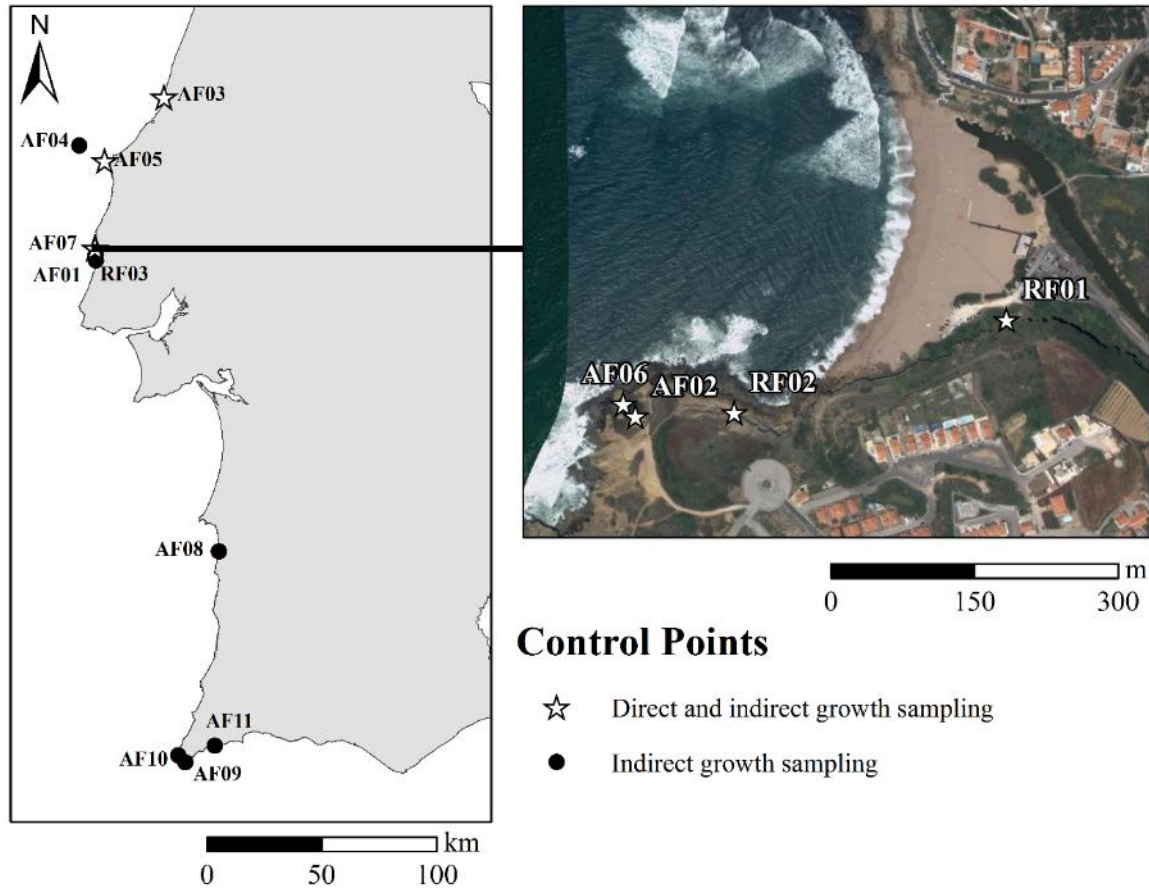 N
AF03
AF04
AF05
AF07
AF01 RF03
AF08
AF11
AF10
AF09
km
0 50 100
RF01
AF06
AF02 RF02
m
0 150 300
Control Points
Direct and indirect growth sampling
Indirect growth sampling